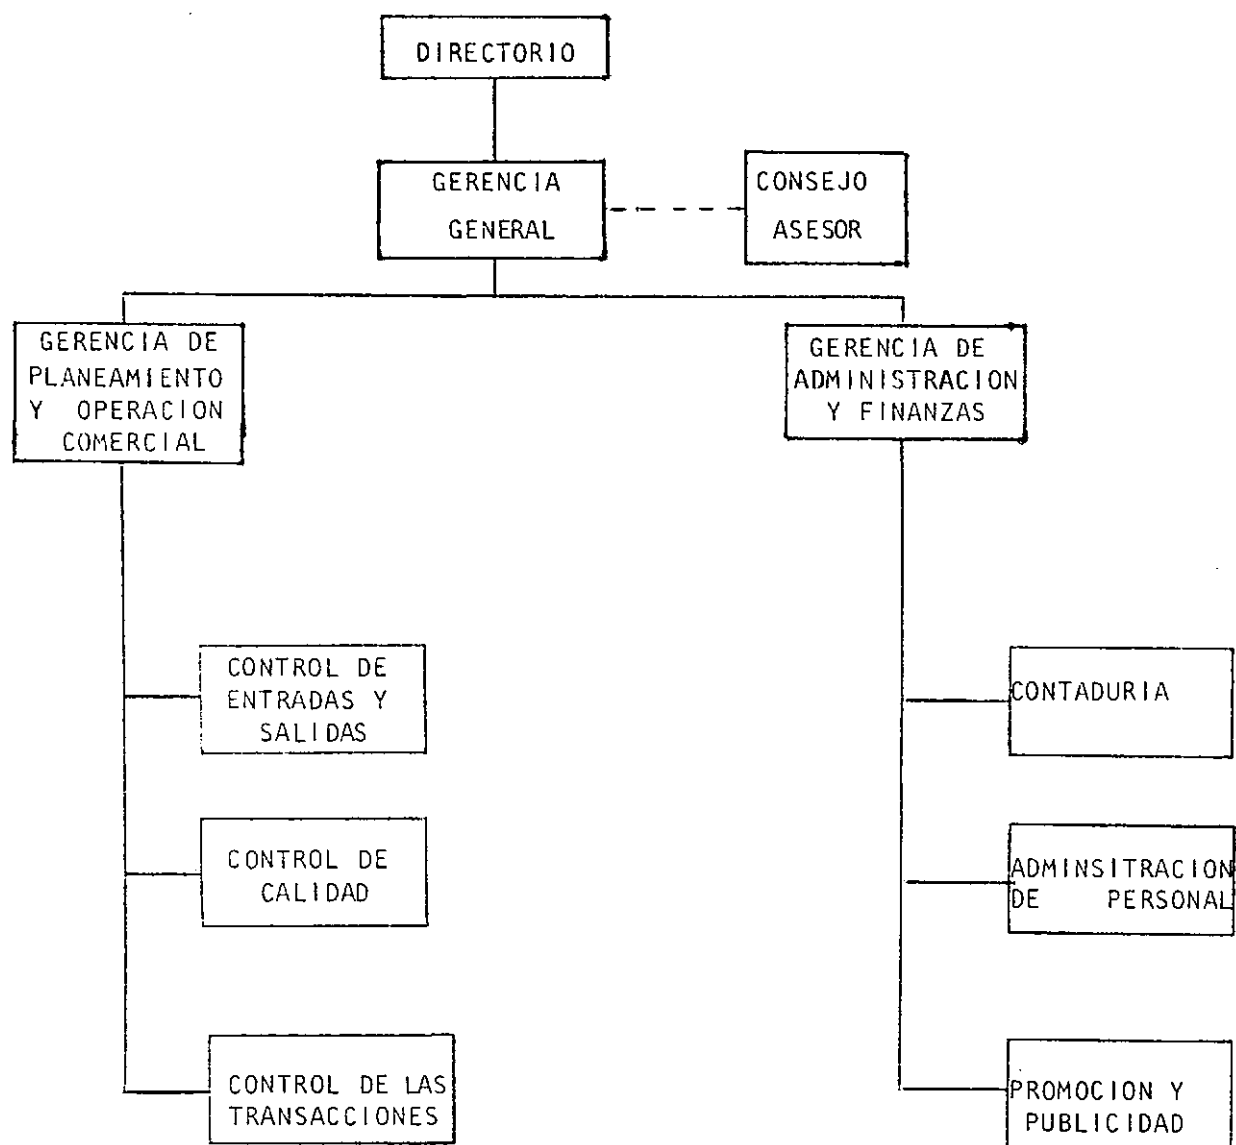 DIRECTORIO
GERENCIA
GENERAL
CONSEJO
ASESOR
GERENCIA DE
PLANEAMIENTO
Y OPERACION
COMERCIAL
GERENCIA DE
ADMINISTRACION
Y FINANZAS
CONTROL DE
ENTRADAS Y
SALIDAS
CONTADURIA
CONTROL DE
CALIDAD
ADMINSITRACION
DE PERSONAL
CONTROL DE LAS
TRANSACCIONES
PROMOCION Y
PUBLICIDAD